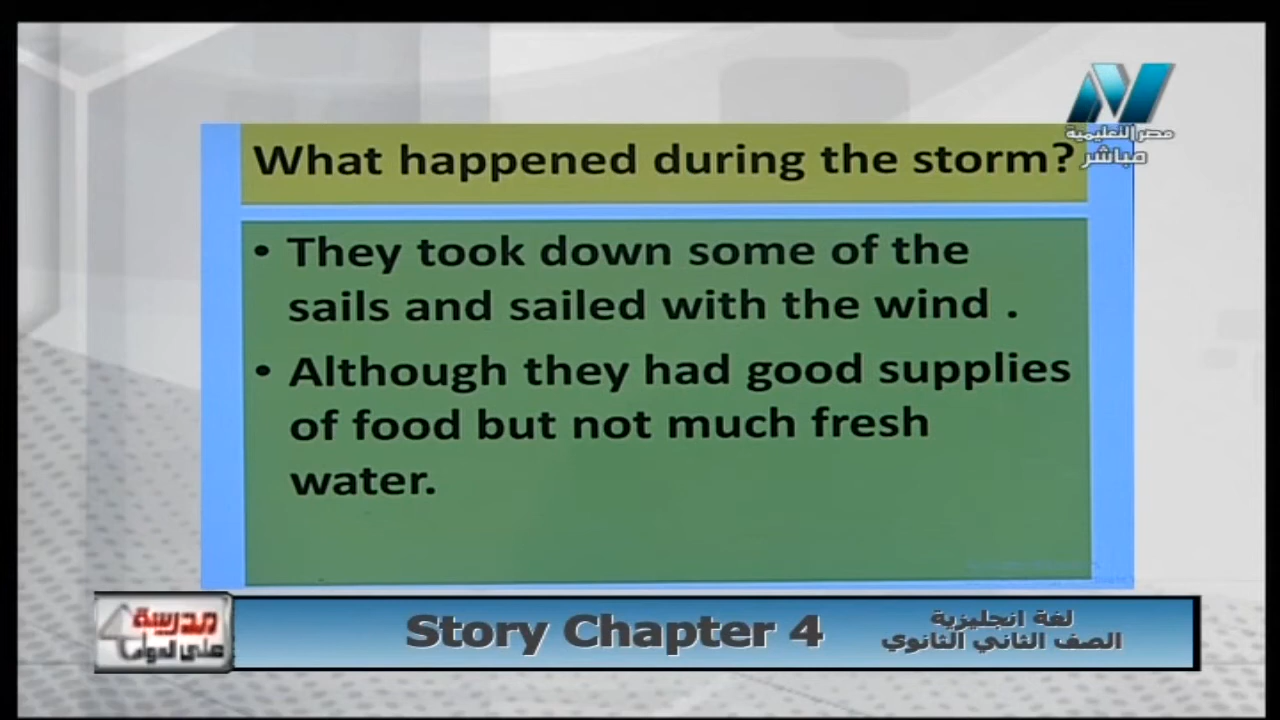 مصر التعليمية
مباشر
What happened during the storm?
• They took down some of the
sails and sailed with the wind .
• Although they had good supplies
of food but not much fresh
water.
مدرسة
على الهواء
Story Chapter 4
لغة انجليزية
الصف الثاني الثانوي